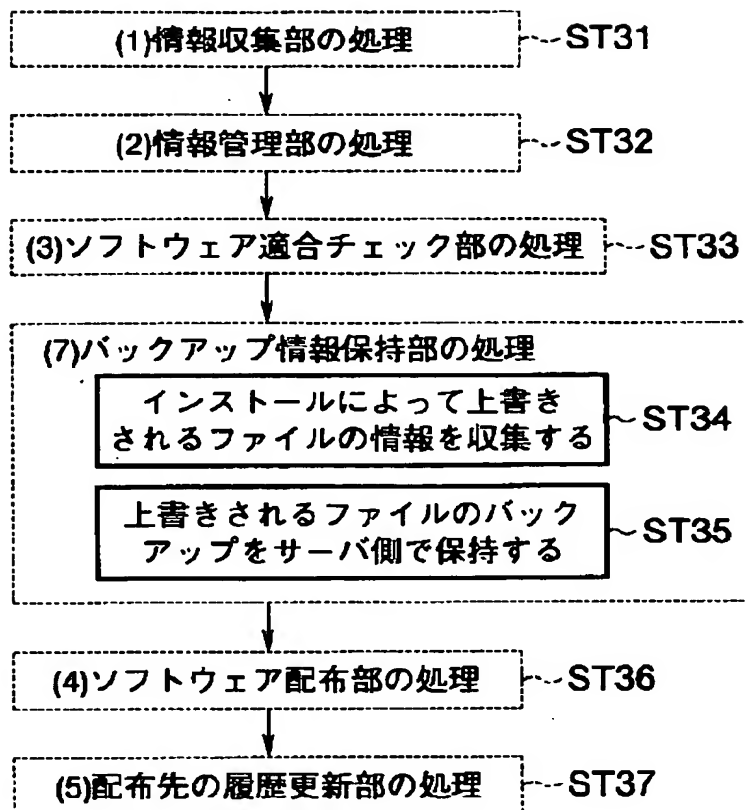 (1)情報収集部の処理 ST31
(2)情報管理部の処理 ST32
(3)ソフトウェア適合チェック部の処理 ST33
(7)バックアップ情報保持部の処理
インストールによって上書き
されるファイルの情報を収集する ST34
上書きされるファイルのバック
アップをサーバ側で保持する ST35
(4)ソフトウェア配布部の処理 ST36
(5)配布先の履歴更新部の処理 ST37